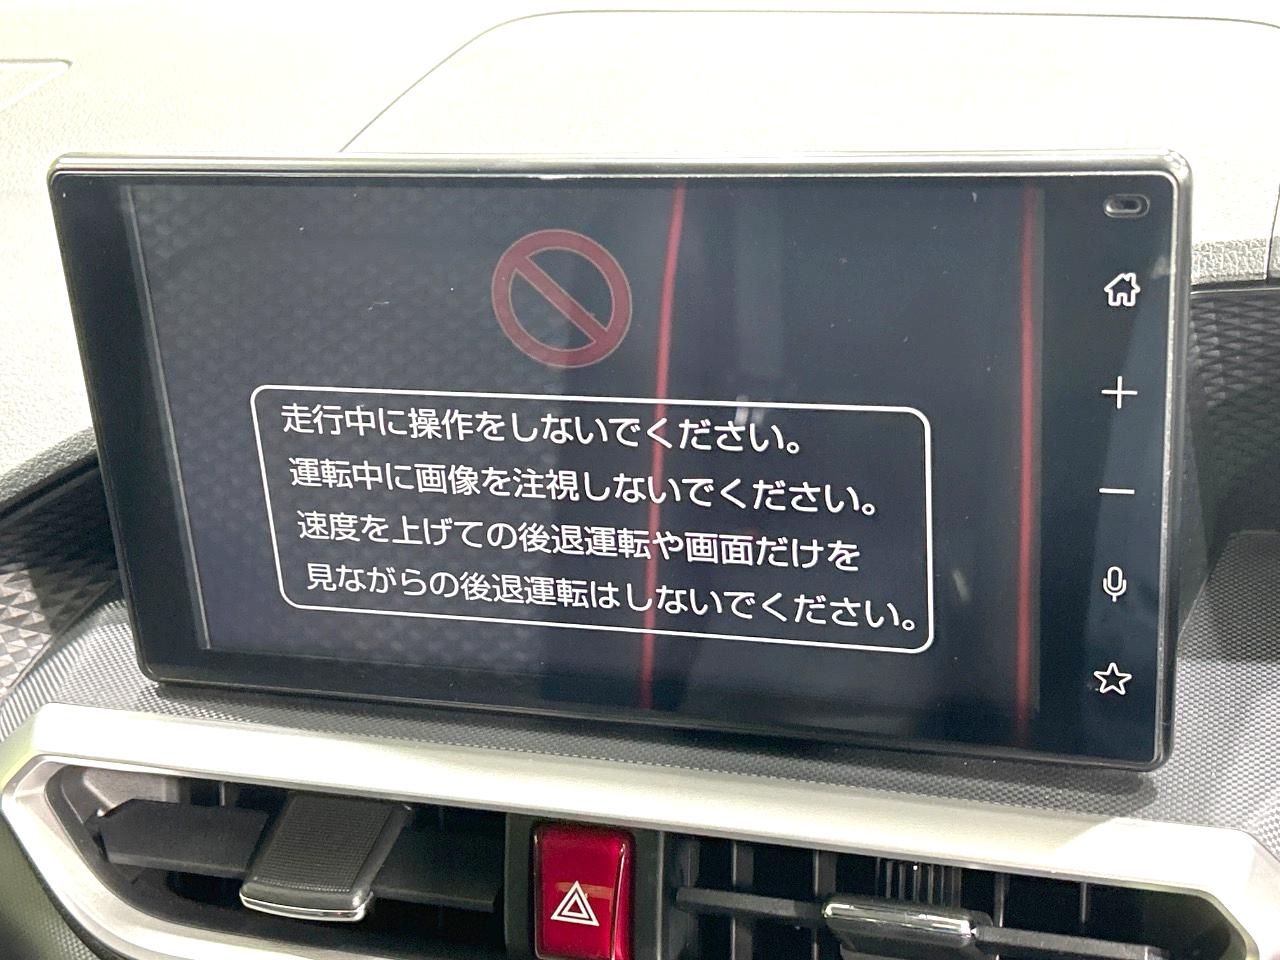 走行中に操作をしないでください。
運転中に画像を注視しないでください。
速度を上げての後退運転や画面だけを
見ながらの後退運転はしないでください。